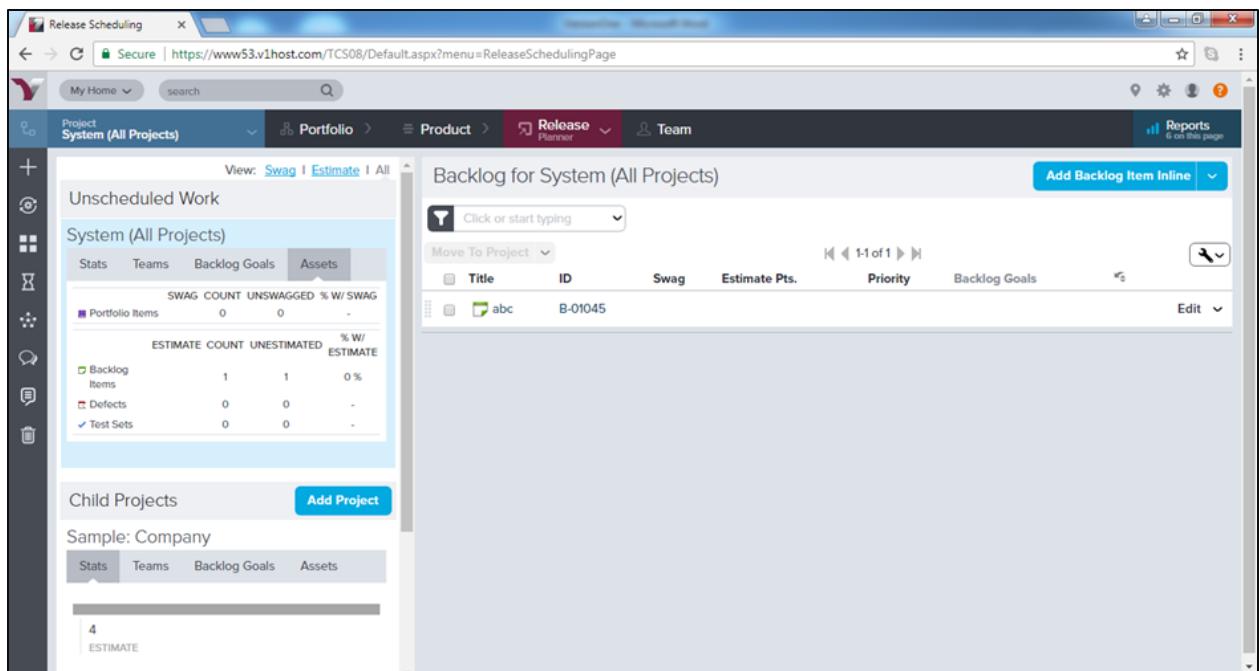 Release Scheduling
VersionOne - Microsoft Word
Secure | https://www53.v1host.com/TCS08/Default.aspx?menu=ReleaseSchedulingPage
My Home
search
Project
System (All Projects)
Portfolio
Product
Release
Planner
Team
Reports
6 on this page
View: Swag | Estimate | All
Unscheduled Work
System (All Projects)
Stats Teams Backlog Goals Assets
SWAG COUNT UNSWAGGED % W/ SWAG
Portfolio Items 0 0 -
ESTIMATE COUNT UNESTIMATED % W/ ESTIMATE
Backlog Items 1 1 0 %
Defects 0 0 -
Test Sets 0 0 -
Child Projects Add Project
Sample: Company
Stats Teams Backlog Goals Assets
4
ESTIMATE
Backlog for System (All Projects)
Add Backlog Item Inline
Click or start typing
Move To Project
1-1 of 1
Title ID Swag Estimate Pts. Priority Backlog Goals
abc B-01045 Edit